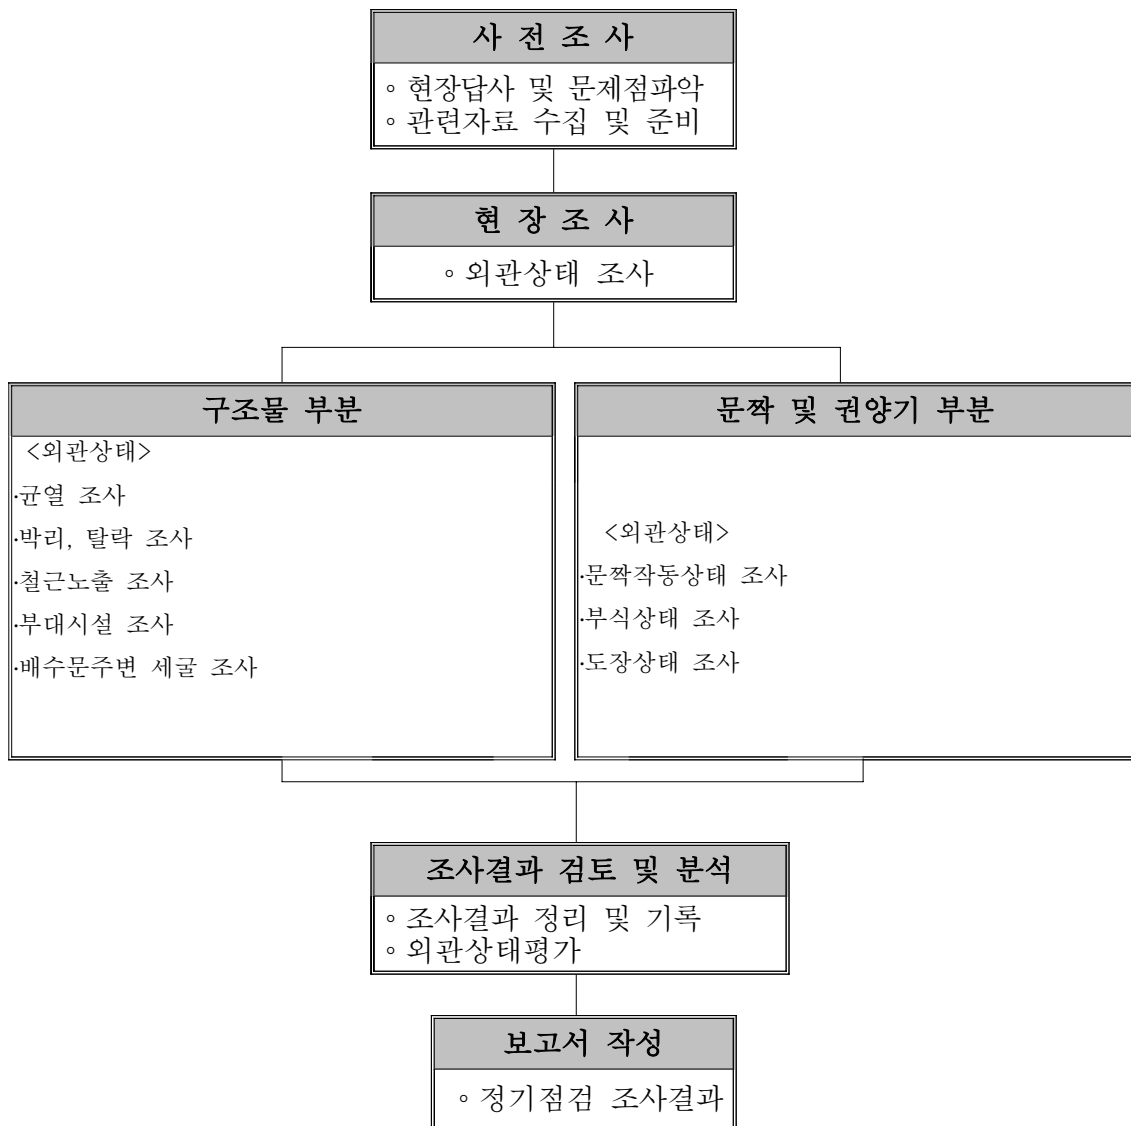 사 전 조 사
◦ 현장답사 및 문제점파악
◦ 관련자료 수집 및 준비
현 장 조 사
◦ 외관상태 조사
구조물 부분
<외관상태>
·균열 조사
·박리, 탈락 조사
·철근노출 조사
·부대시설 조사
·배수문주변 세굴 조사
문짝 및 권양기 부분
<외관상태>
·문짝작동상태 조사
·부식상태 조사
·도장상태 조사
조사결과 검토 및 분석
◦ 조사결과 정리 및 기록
◦ 외관상태평가
보고서 작성
◦ 정기점검 조사결과